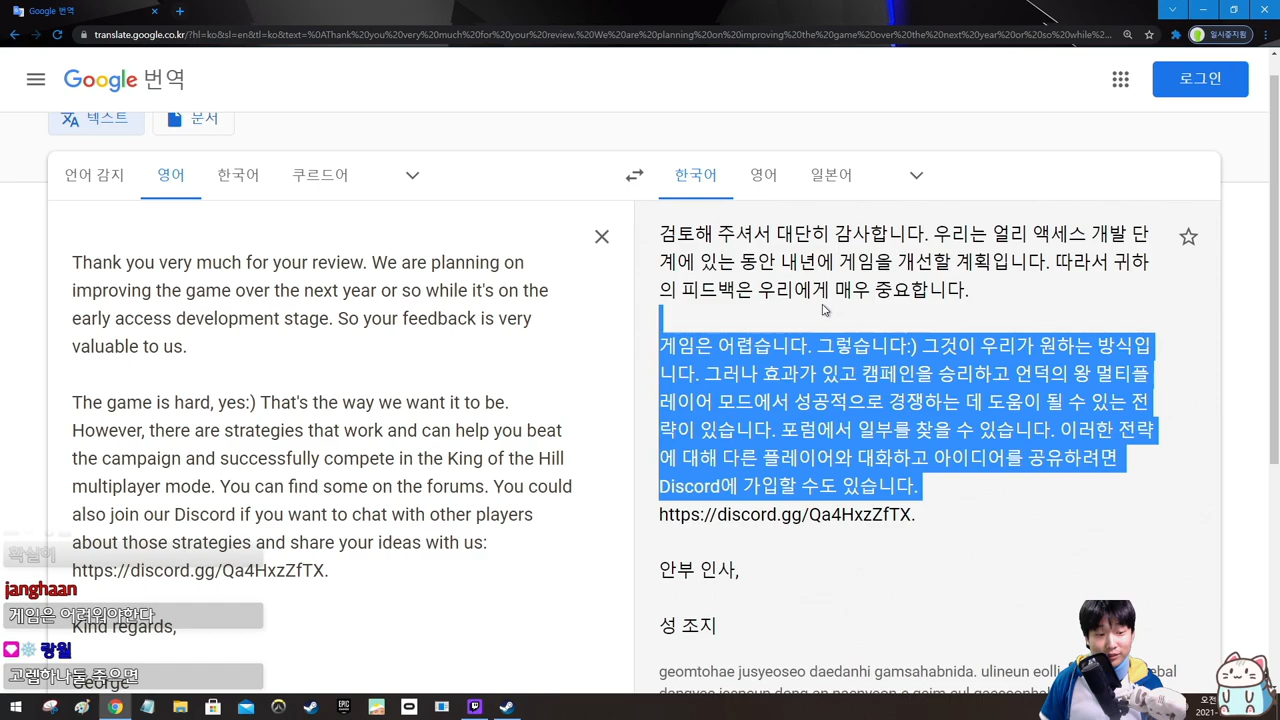 Google 번역
translate.google.co.kr/?hl=ko&sl=en&tl=ko&text=%0AThank%20you%20very%20much%20for%20your%20review.%20We%20are%20planning%20on%20improving%20the%20game%20over%20the%20next%20year%20or%20so%20while%...
일시중지됨
Google 번역
로그인
텍스트
문서
언어 감지
영어
한국어
쿠르드어
한국어
영어
일본어
Thank you very much for your review. We are planning on
improving the game over the next year or so while it's on the
early access development stage. So your feedback is very
valuable to us.
The game is hard, yes:) That's the way we want it to be.
However, there are strategies that work and can help you beat
the campaign and successfully compete in the King of the Hill
multiplayer mode. You can find some on the forums. You could
also join our Discord if you want to chat with other players
about those strategies and share your ideas with us:
https://discord.gg/Qa4HxzZfTX.
Kind regards,
George
검토해 주셔서 대단히 감사합니다. 우리는 얼리 액세스 개발 단
계에 있는 동안 내년에 게임을 개선할 계획입니다. 따라서 귀하
의 피드백은 우리에게 매우 중요합니다.
게임은 어렵습니다. 그렇습니다:) 그것이 우리가 원하는 방식입
니다. 그러나 효과가 있고 캠페인을 승리하고 언덕의 왕 멀티플
레이어 모드에서 성공적으로 경쟁하는 데 도움이 될 수 있는 전
략이 있습니다. 포럼에서 일부를 찾을 수 있습니다. 이러한 전략
에 대해 다른 플레이어와 대화하고 아이디어를 공유하려면
Discord에 가입할 수도 있습니다.
https://discord.gg/Qa4HxzZfTX.
안부 인사,
성 조지
geomtohae jusyeoseo daedanhi gamsahabnida. ulineun eolli
확실히
janghaan
게임은 어려워야한다
캉월
고렙하나둘 죽으면
EPIC
오전
2021-